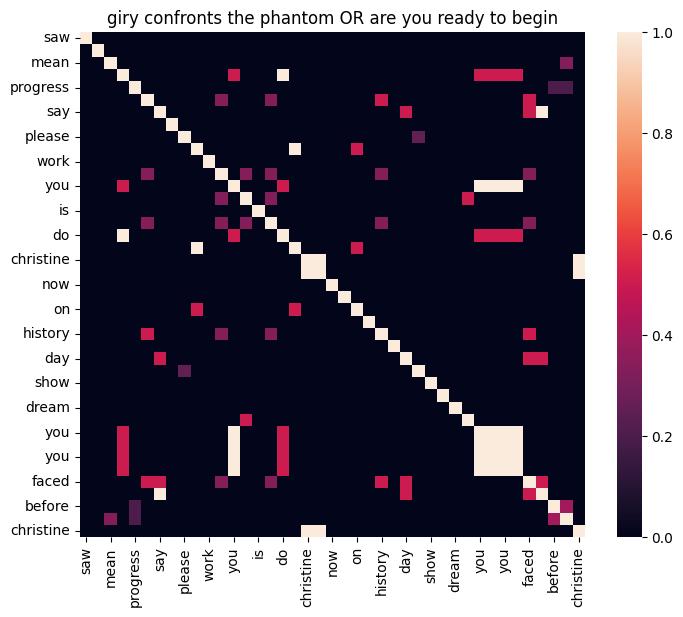 giry confronts the phantom OR are you ready to begin
saw
mean
progress
say
please
work
you
is
do
christine
now
on
history
day
show
dream
you
you
faced
before
christine
saw
mean
progress
say
please
work
you
is
do
christine
now
on
history
day
show
dream
you
you
faced
before
christine
1.0
0.8
0.6
0.4
0.2
0.0